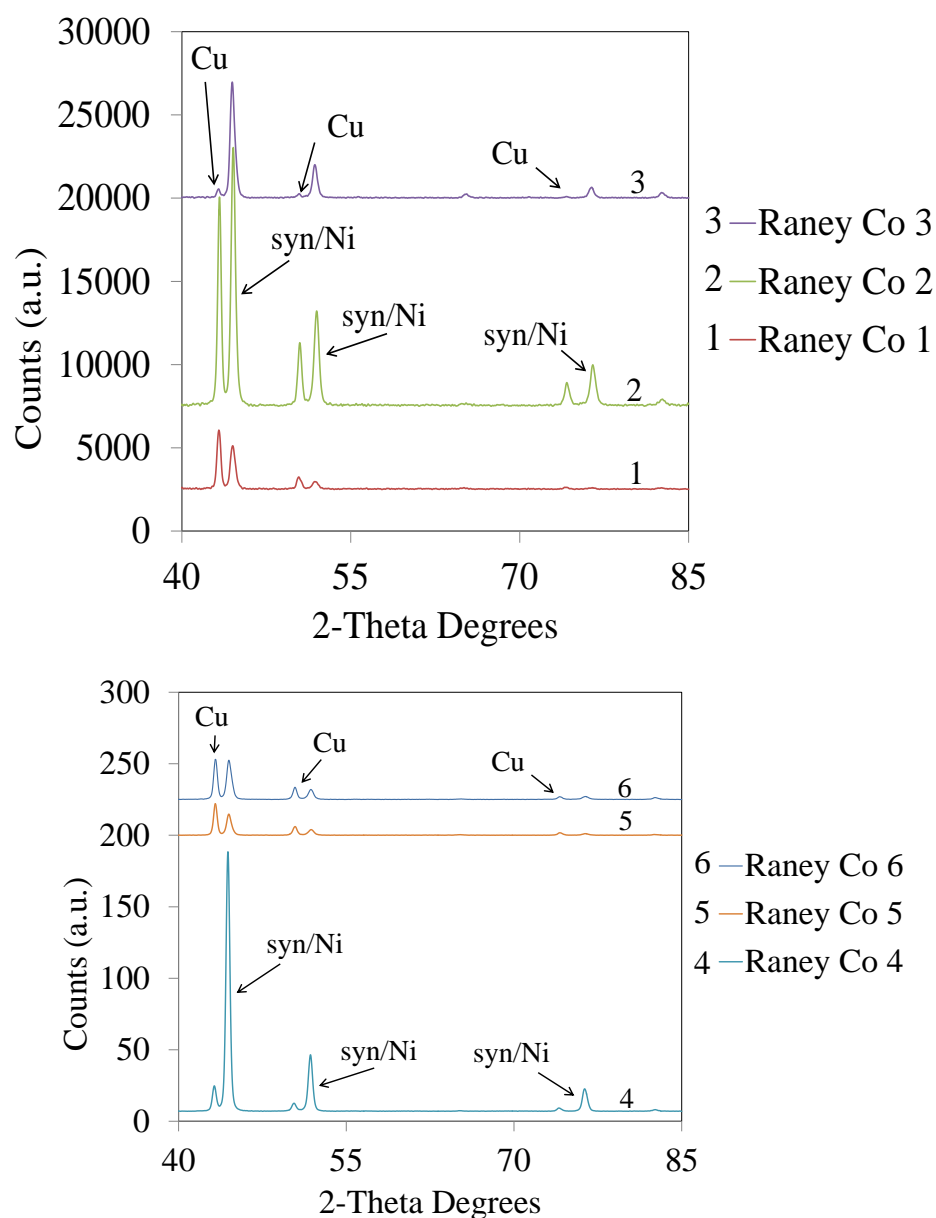 30000
25000
20000
15000
10000
5000
0
Counts (a.u.)
Cu
Cu
Cu
3
syn/Ni
syn/Ni
syn/Ni
2
1
40 55 70 85
2-Theta Degrees
3 Raney Co 3
2 Raney Co 2
1 Raney Co 1
300
250
200
150
100
50
0
Counts (a.u.)
Cu
Cu
Cu
6
5
syn/Ni
syn/Ni
syn/Ni
4
40 55 70 85
2-Theta Degrees
6 Raney Co 6
5 Raney Co 5
4 Raney Co 4